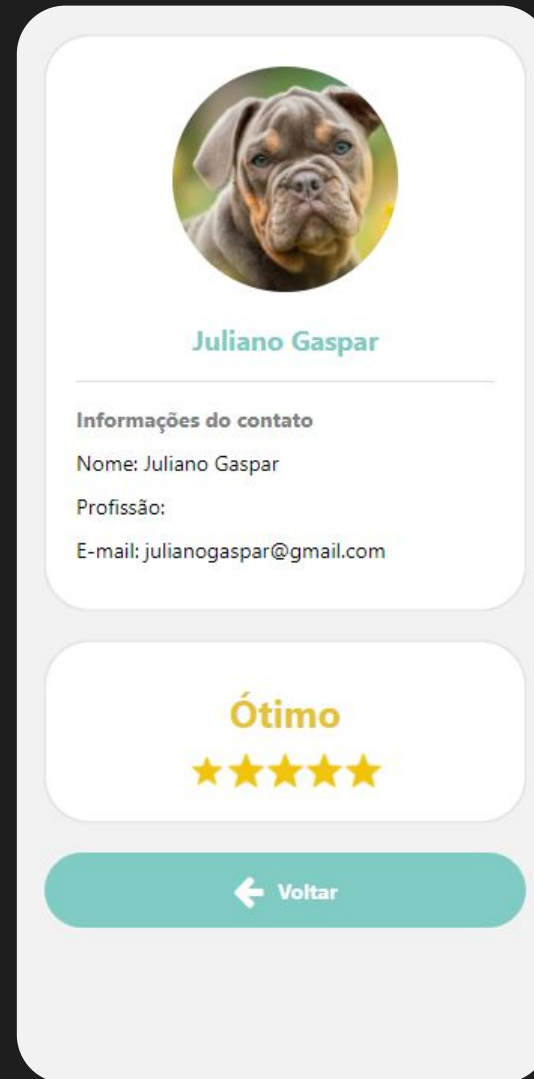 Juliano Gaspar
Informações do contato
Nome: Juliano Gaspar
Profissão:
E-mail: julianogaspar@gmail.com
Ótimo
Voltar